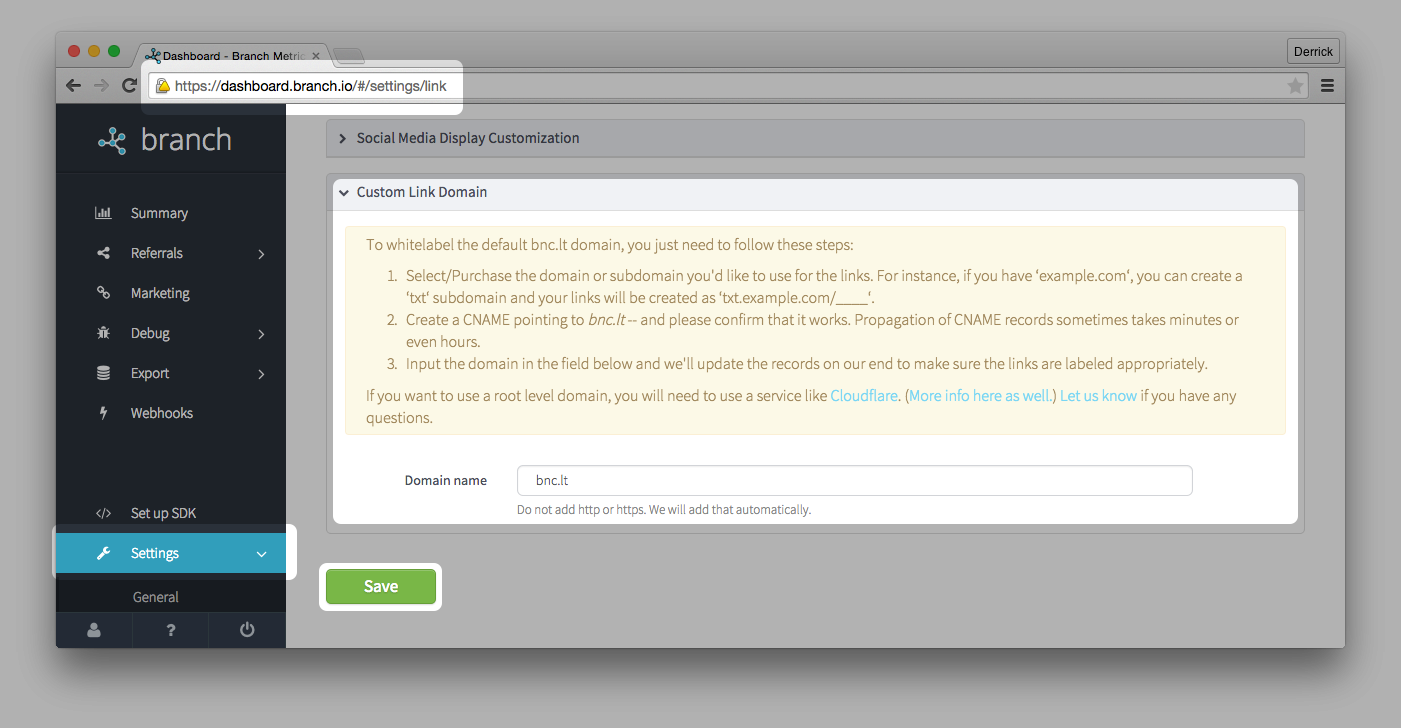 Dashboard - Branch Metric
Derrick
https://dashboard.branch.io/#/settings/link
branch
Summary
Referrals
Marketing
Debug
Export
Webhooks
Set up SDK
Settings
General
?
Social Media Display Customization
Custom Link Domain
To whitelabel the default bnc.lt domain, you just need to follow these steps:
1. Select/Purchase the domain or subdomain you'd like to use for the links. For instance, if you have ‘example.com‘, you can create a
‘txt‘ subdomain and your links will be created as ‘txt.example.com/____‘.
2. Create a CNAME pointing to bnc.lt -- and please confirm that it works. Propagation of CNAME records sometimes takes minutes or
even hours.
3. Input the domain in the field below and we'll update the records on our end to make sure the links are labeled appropriately.
If you want to use a root level domain, you will need to use a service like Cloudflare. (More info here as well.) Let us know if you have any
questions.
Domain name
bnc.lt
Do not add http or https. We will add that automatically.
Save